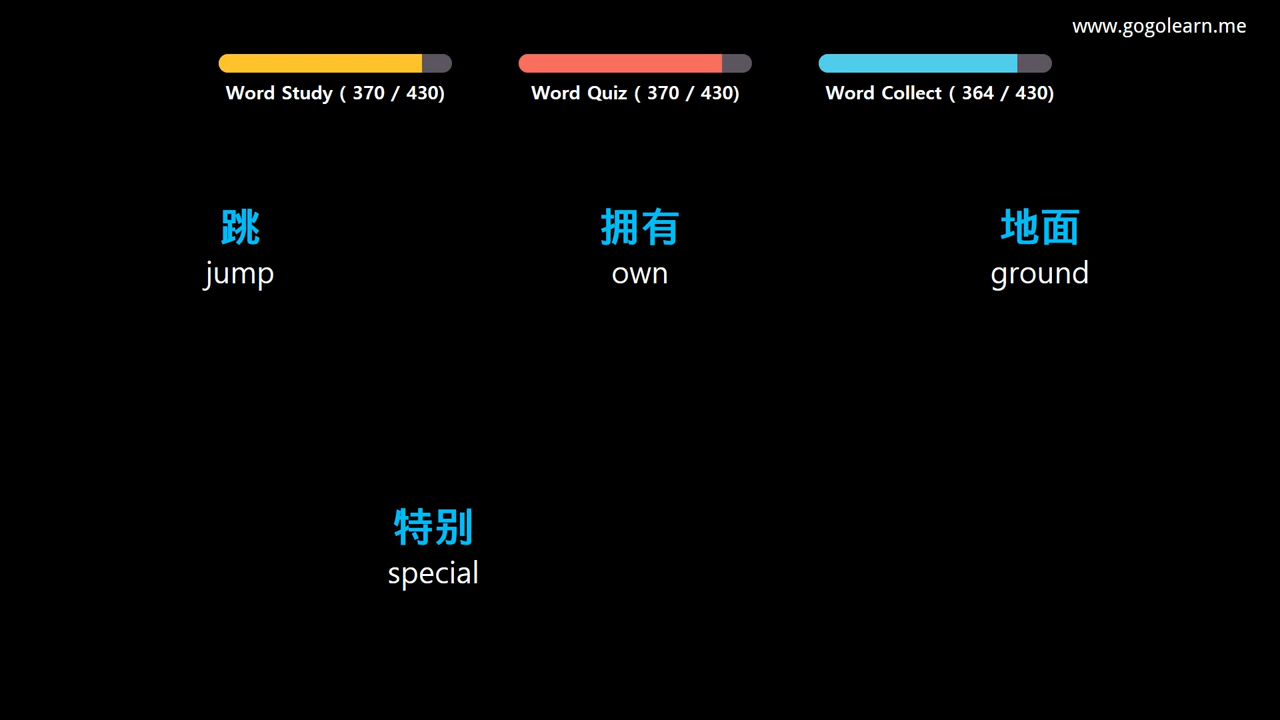 www.gogolearn.me
Word Study ( 370 / 430)
Word Quiz ( 370 / 430)
Word Collect ( 364 / 430)
跳
jump
拥有
own
地面
ground
特别
special